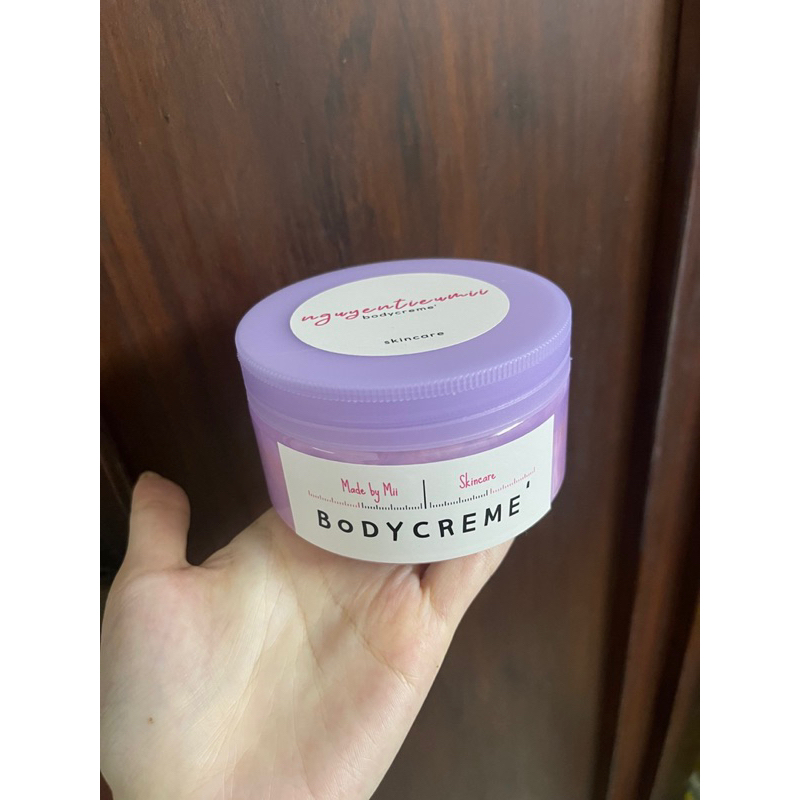 nguyentieumii
bodycreme'
skincare
Made by Mii
Skincare
BoDYCREME'